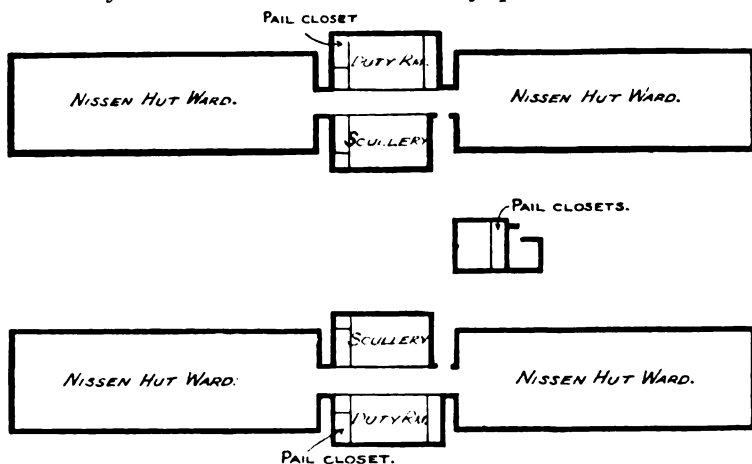 PAIL CLOSET
DUTY RM.
NISSEN HUT WARD.
NISSEN HUT WARD.
SCULLERY
PAIL CLOSETS.
SCULLERY
NISSEN HUT WARD.
NISSEN HUT WARD.
DUTY RM.
PAIL CLOSET.